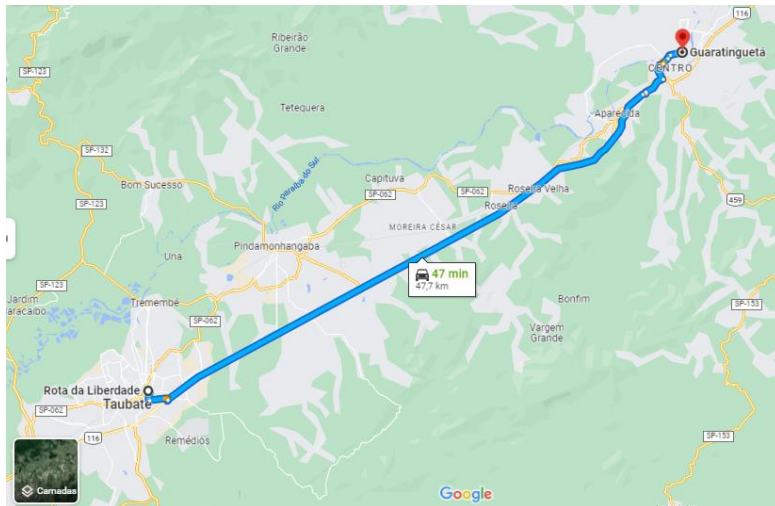 116
Ribeirão
Grande
Guaratinguetá
CENTRO
SP-123
Tetequera
Aparecida
SP-132
Rio Paraíba do Sul
Capituva
Bom Sucesso
SP-062
SP-062
Roseira Velha
459
SP-123
Roseira
MOREIRA CÉSAR
Pindamonhangaba
Una
47 min
47,7 km
SP-123
Jardim
aracaibo
Tremembé
Bonfim
SP-153
SP-062
Vargem
Grande
Rota da Liberdade
Taubaté
SP-062
116
Remédios
SP-153
Camadas
Google